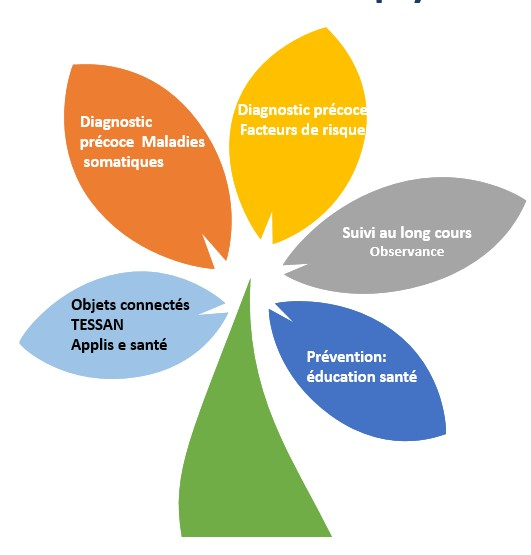 Diagnostic
précoce Maladies
somatiques
Diagnostic précoce
Facteurs de risque
Suivi au long cours
Observance
Objets connectés
TESSAN
Applis e santé
Prévention:
éducation santé